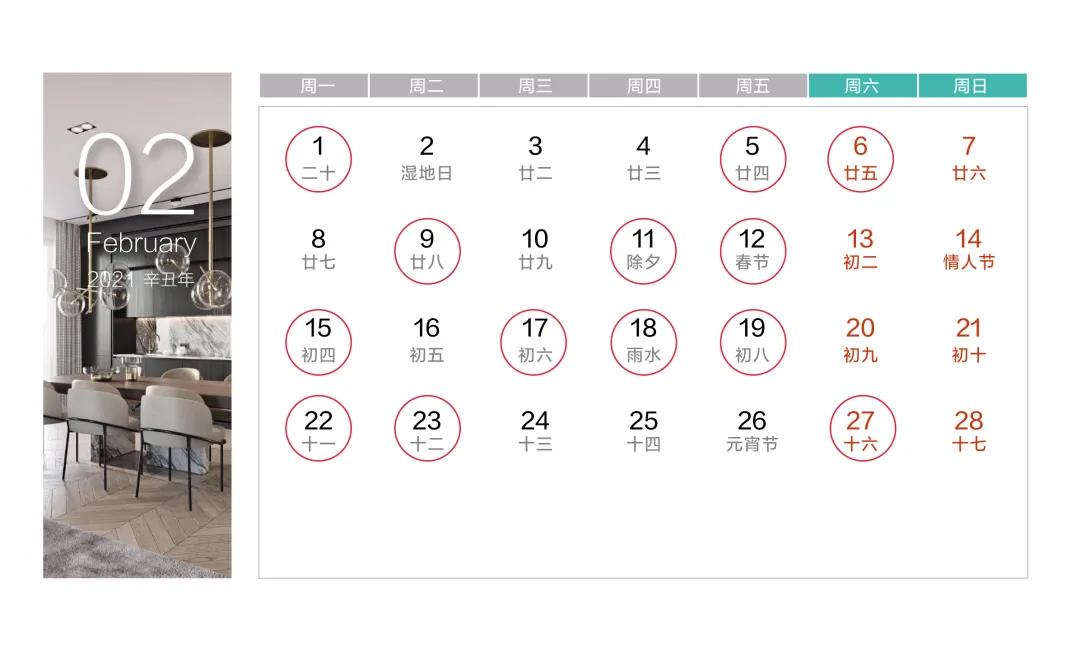 02
February
2021 辛丑年
周一 周二 周三 周四 周五 周六 周日
1 2 3 4 5 6 7
二十 湿地日 廿二 廿三 廿四 廿五 廿六
8 9 10 11 12 13 14
廿七 廿八 廿九 除夕 春节 初二 情人节
15 16 17 18 19 20 21
初四 初五 初六 雨水 初八 初九 初十
22 23 24 25 26 27 28
十一 十二 十三 十四 元宵节 十六 十七